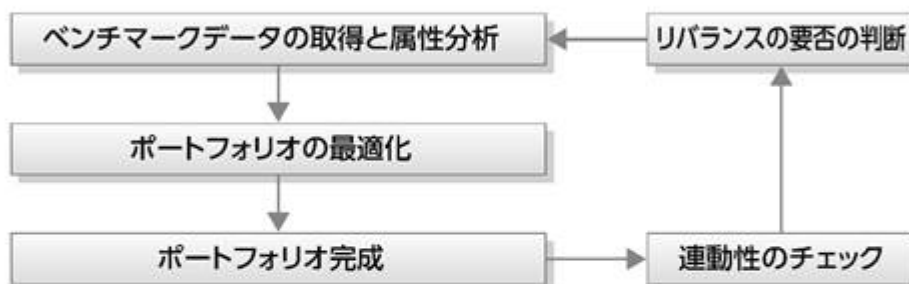 ベンチマークデータの取得と属性分析
リバランスの要否の判断
ポートフォリオの最適化
ポートフォリオ完成
連動性のチェック